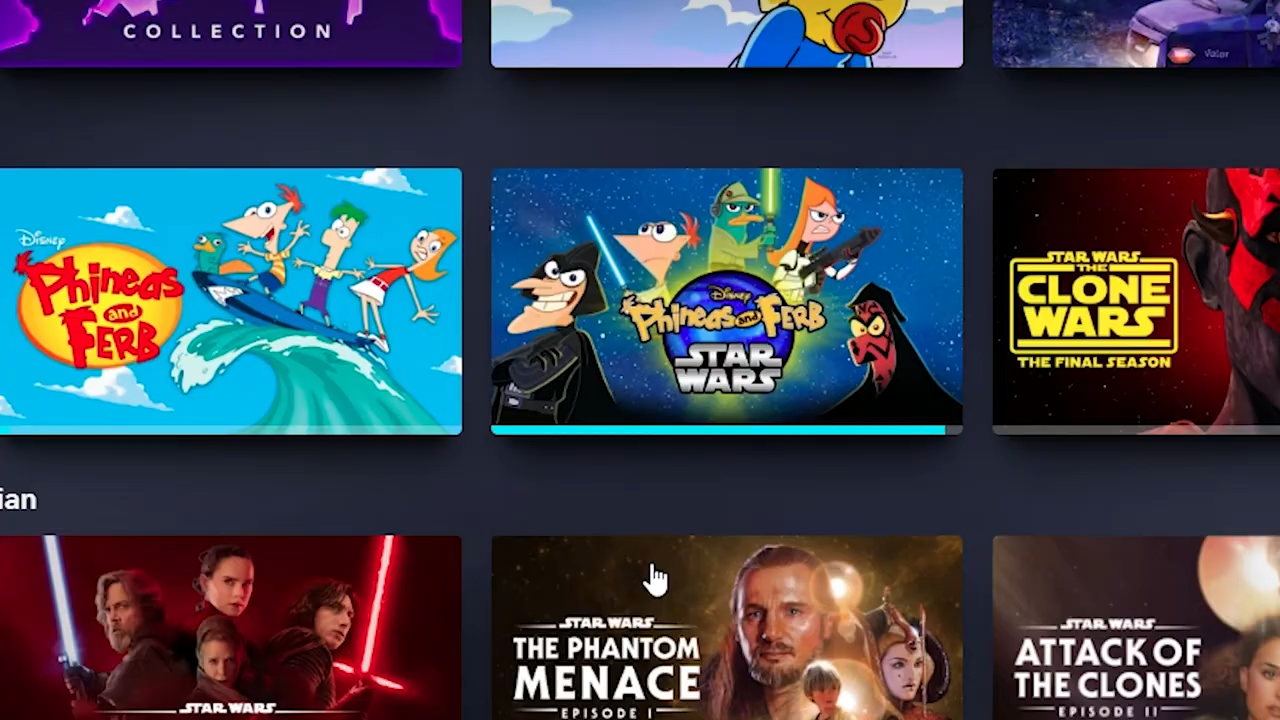 COLLECTION
Valor
Disney
Phineas
and
FERB
Disney
Phineas and FERB
STAR
WARS
STAR WARS
THE
CLONE
WARS
THE FINAL SEASON
ian
STAR WARS
STAR WARS
THE PHANTOM
MENACE
EPISODE I
STAR WARS
ATTACK OF
THE CLONES
EPISODE II